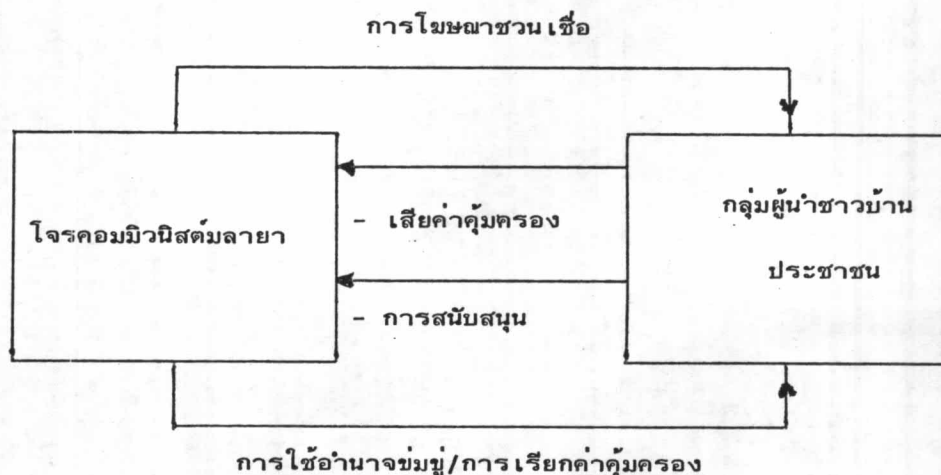 การโฆษณาชวนเชื่อ
กลุ่มผู้นำชาวบ้าน
โจรคอมมิวนิสต์มลายา
- เสียค่าคุ้มครอง
ประชาชน
- การสนับสนุน
การใช้อำนาจข่มขู่/การเรียกค่าคุ้มครอง